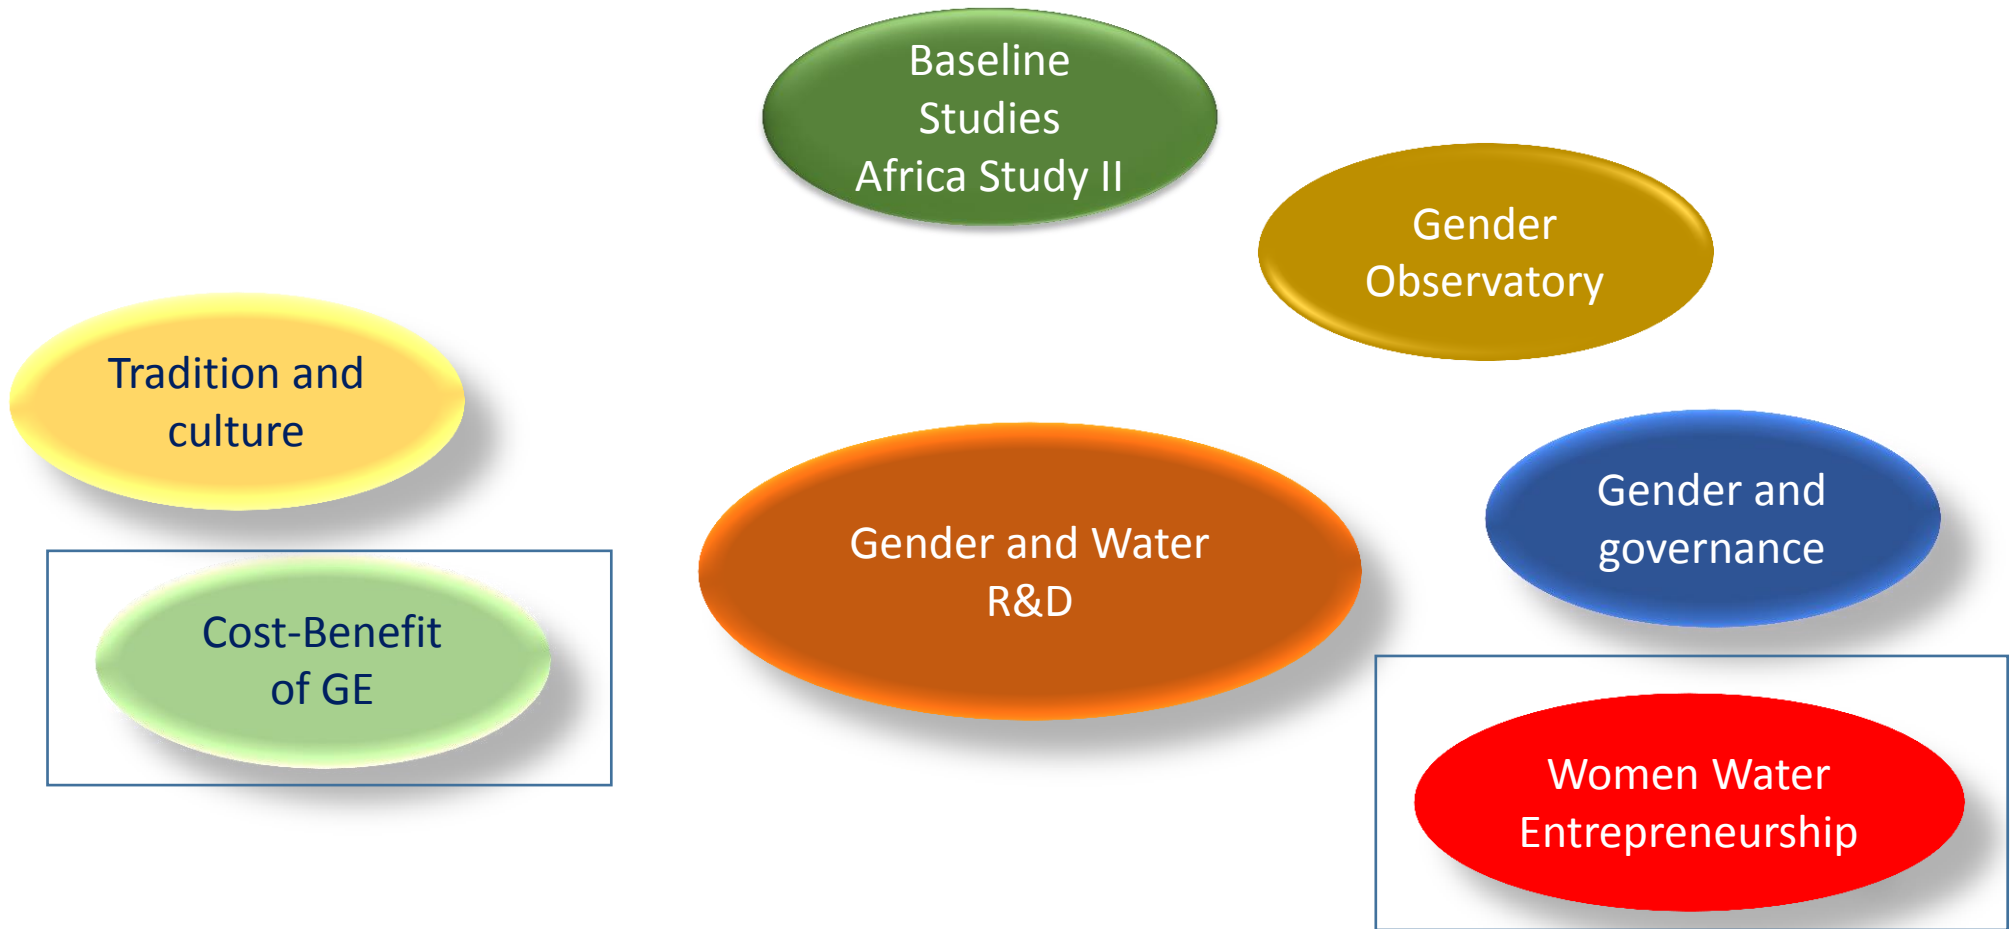 Baseline
Studies
Africa Study II
Gender
Observatory
Tradition and
culture
Gender and Water
R&D
Gender and
governance
Cost-Benefit
of GE
Women Water
Entrepreneurship